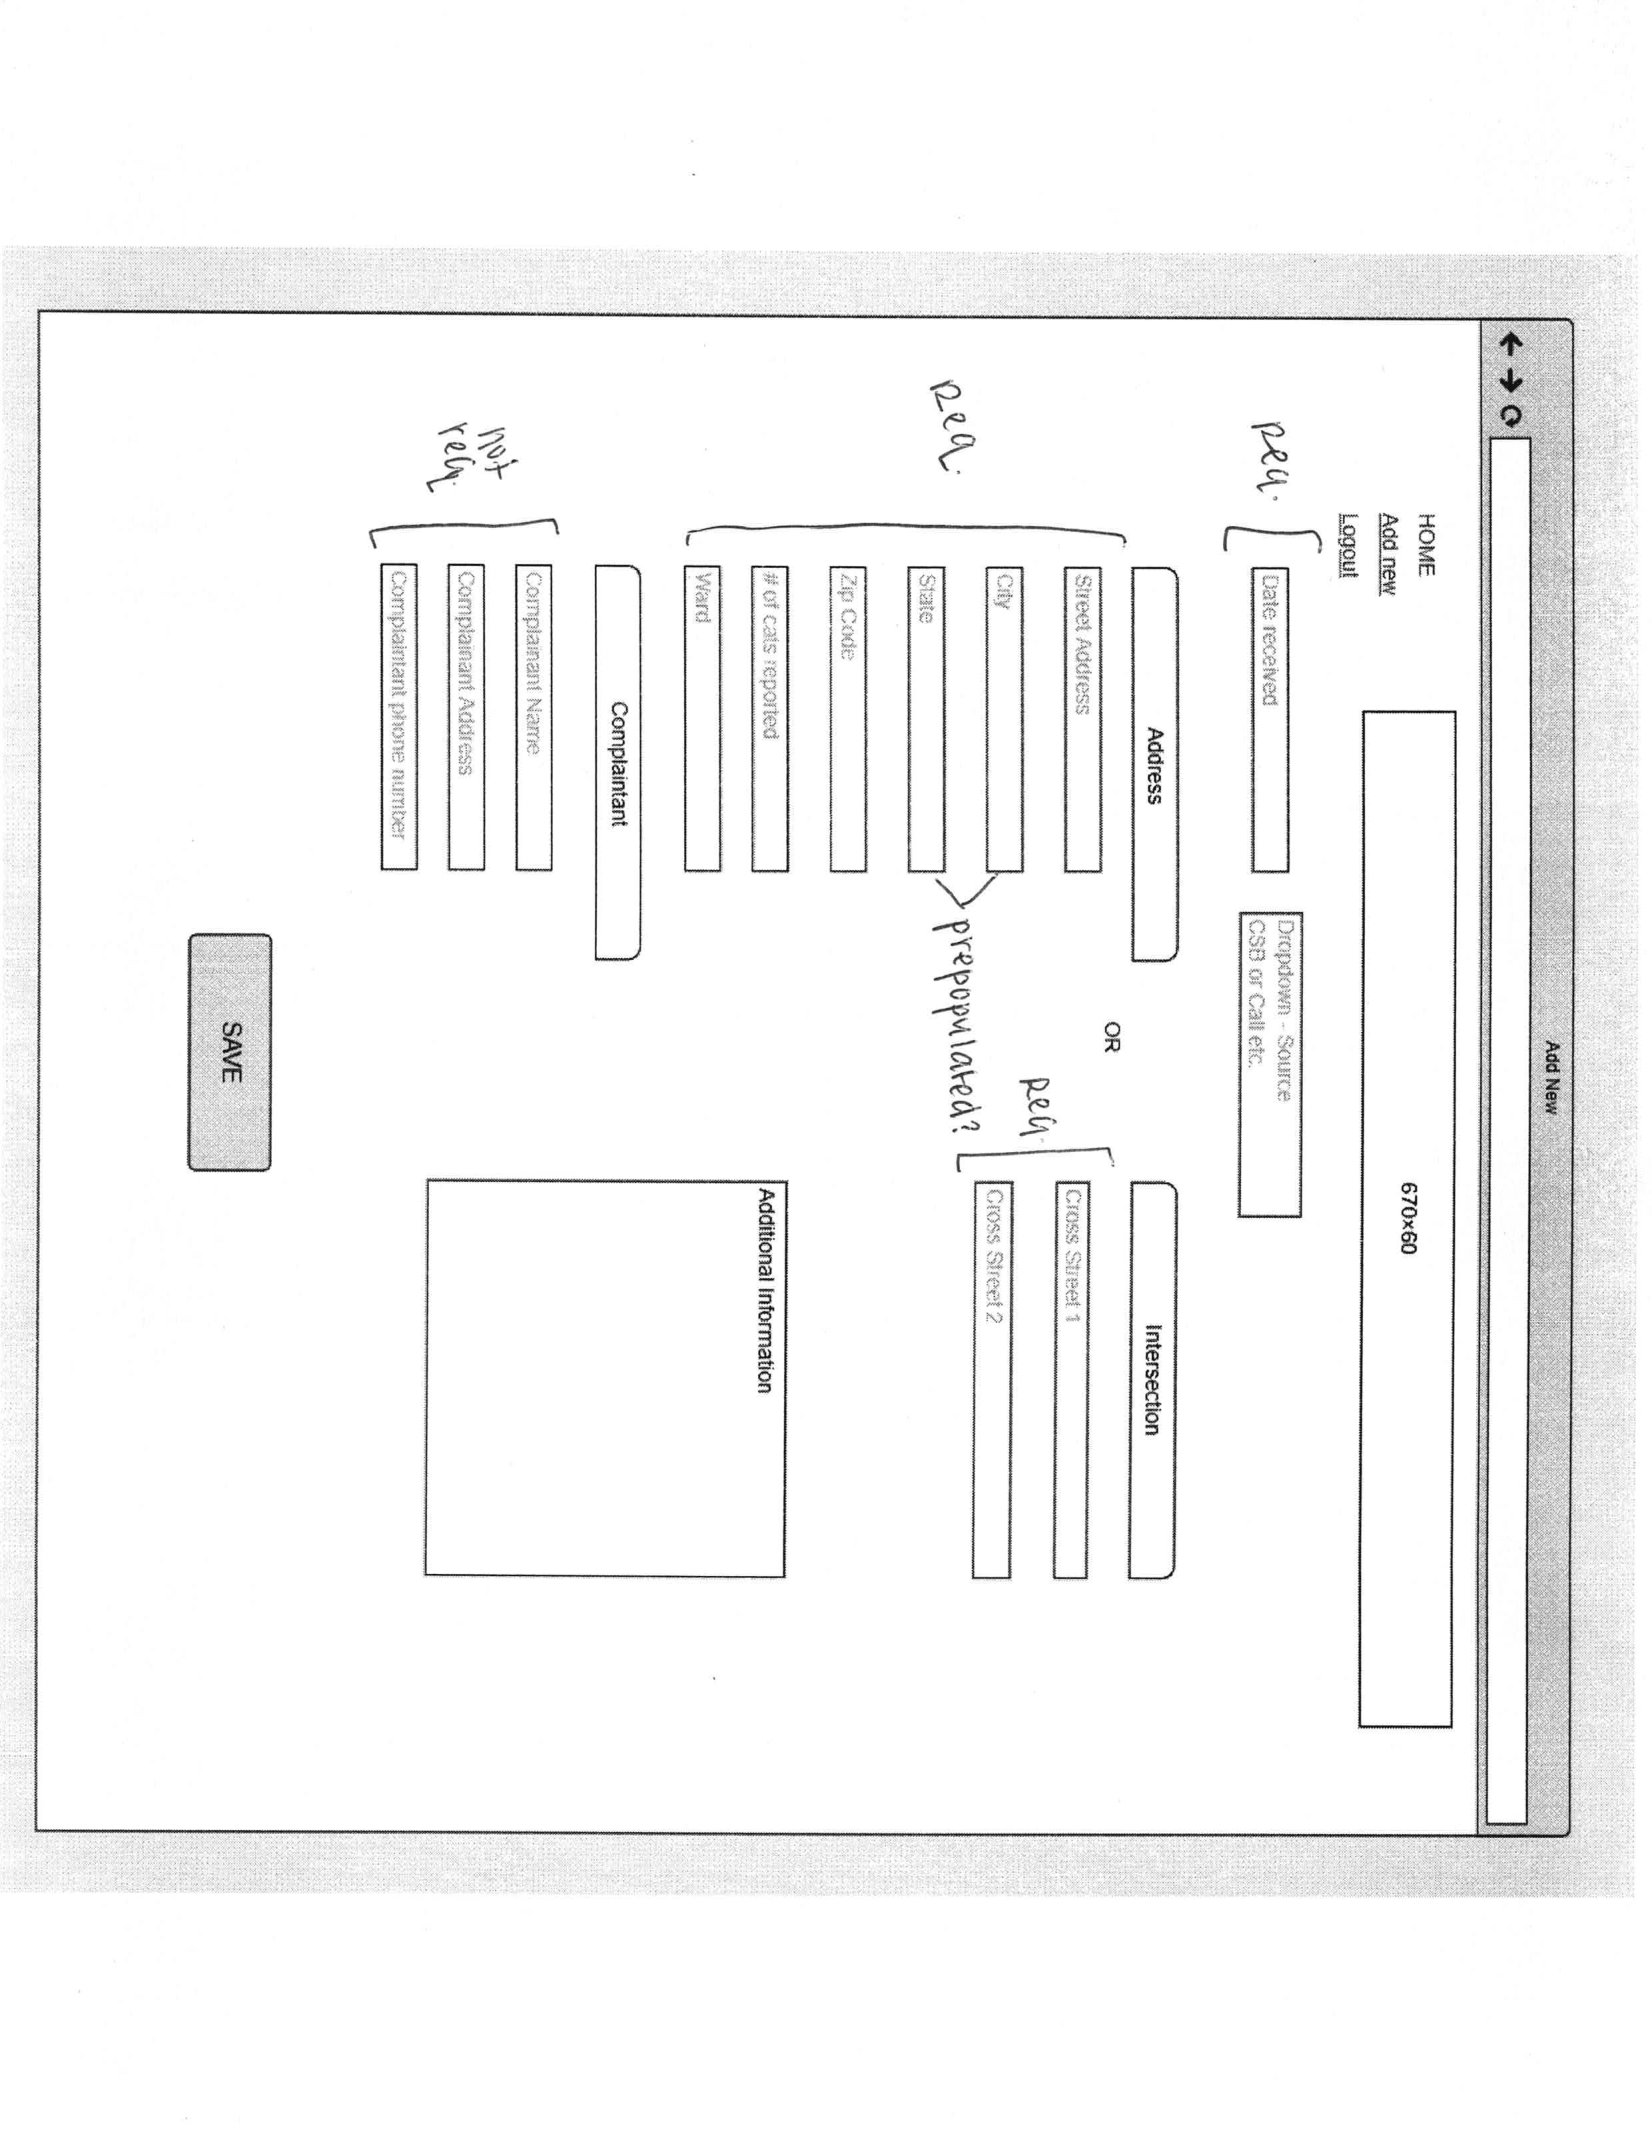 Add New
670x60
HOME
Add new
Logout
req.
Date received
Dropdown - Source
CSB or Call etc.
Address
OR
Intersection
req.
Street Address
City
State
Zip Code
# of cats reported
Ward
prepopulated?
req.
Cross Street 1
Cross Street 2
Complaintant
not
req.
Complainant Name
Complainant Address
Complaintant phone number
Additional Information
SAVE